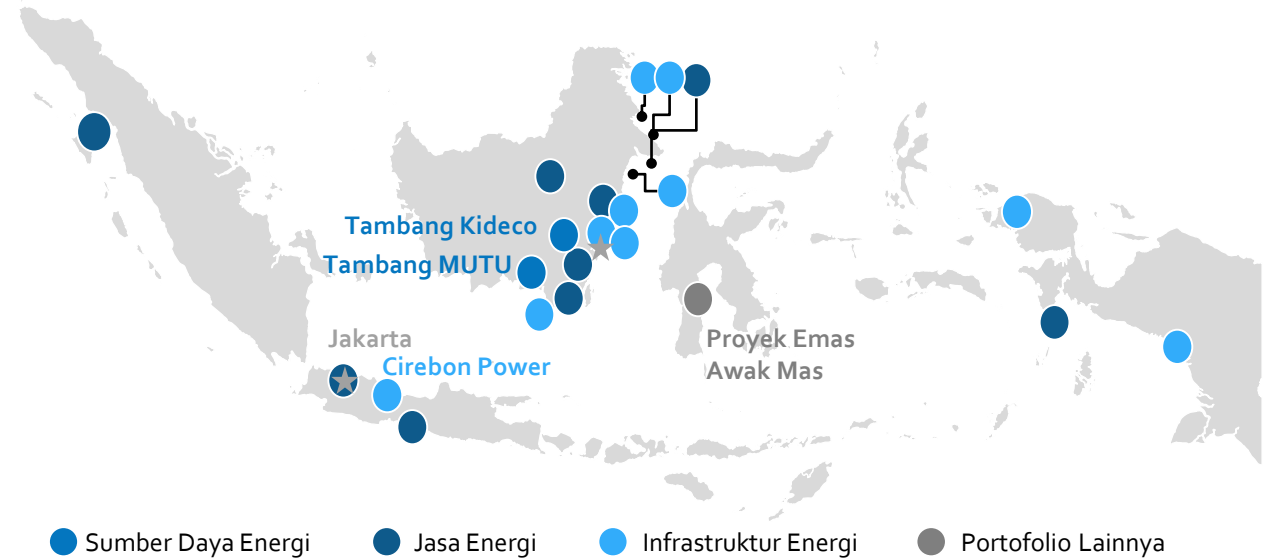 Tambang Kideco
Tambang MUTU
Jakarta
Cirebon Power
Proyek Emas
Awak Mas
Sumber Daya Energi
Jasa Energi
Infrastruktur Energi
Portofolio Lainnya